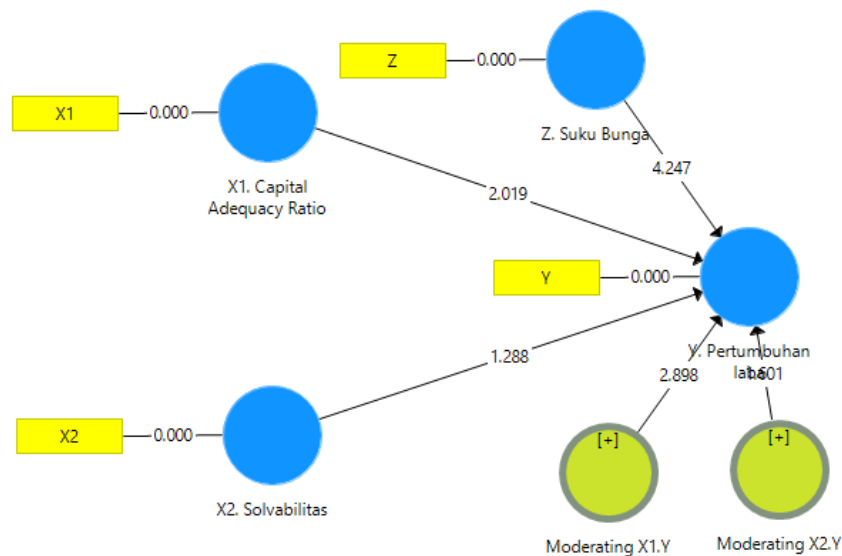 Z
0.000
Z. Suku Bunga
X1
0.000
X1. Capital
Adequacy Ratio
4.247
2.019
Y
0.000
Y. Pertumbuhan
1.288
2.898
X2
0.000
X2. Solvabilitas
[+]
[+]
Moderating X1.Y
Moderating X2.Y